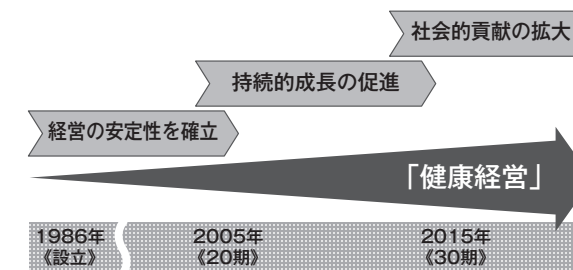 社会的貢献の拡大
持続的成長の促進
経営の安定性を確立
「健康経営」
1986年
《設立》
2005年
《20期》
2015年
《30期》